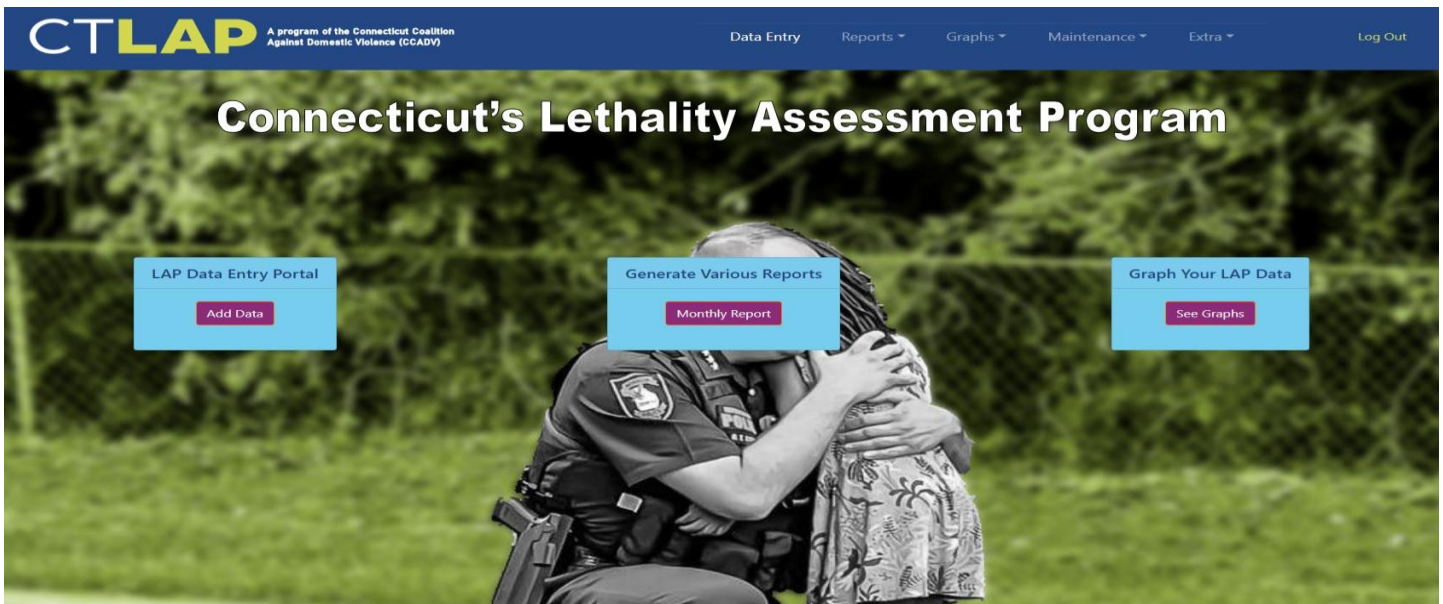 CTLAP
A program of the Connecticut Coalition
Against Domestic Violence (CCADV)
Data Entry
Reports
Graphs
Maintenance
Extra
Log Out
Connecticut's Lethality Assessment Program
LAP Data Entry Portal
Add Data
Generate Various Reports
Monthly Report
Graph Your LAP Data
See Graphs